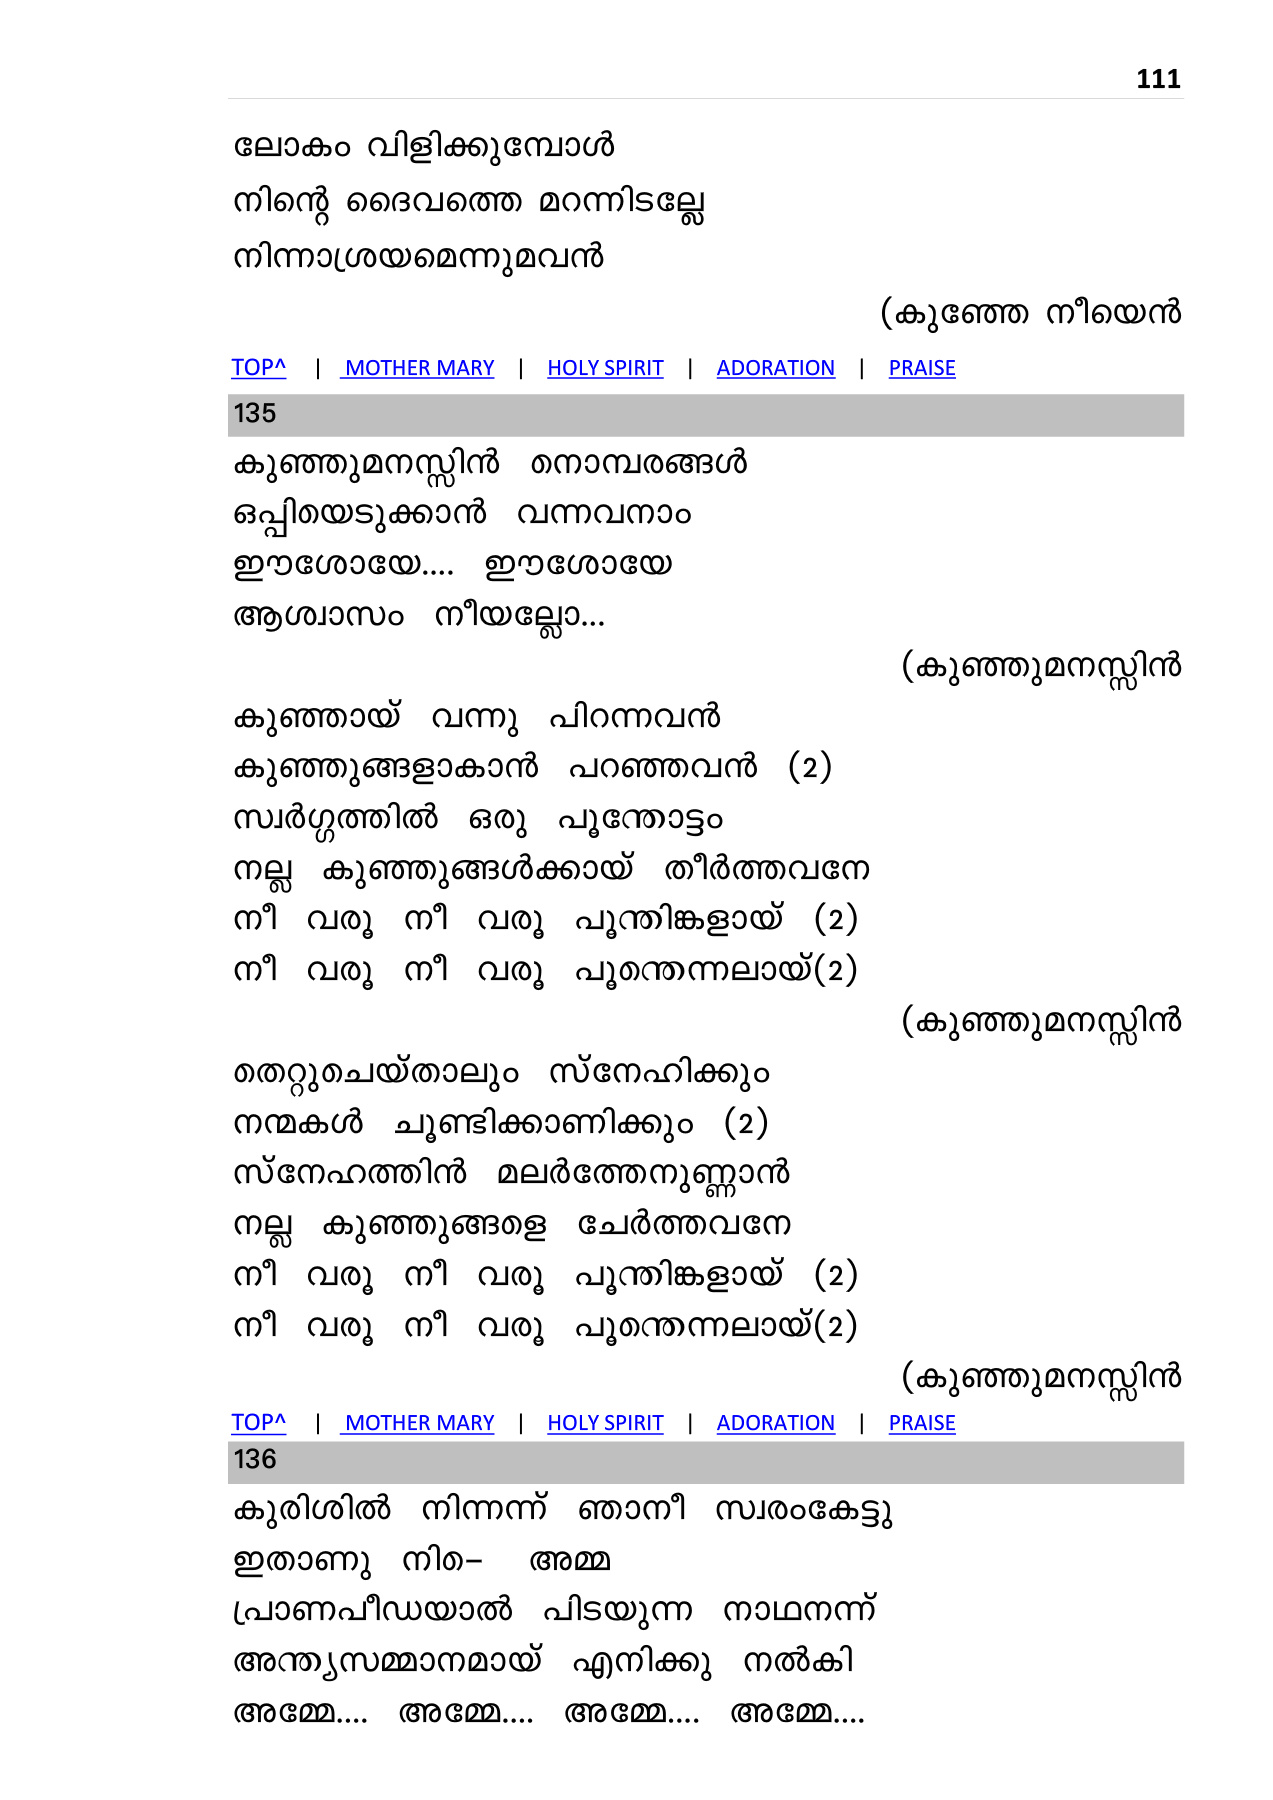 111
ലോകം വിളിക്കുമ്പോൾ
നിന്റെ ദൈവത്തെ മറന്നിടല്ലേ
നിന്നാശ്രയമെന്നുമവൻ
(കുഞ്ഞേ നീയെൻ
TOP^ | MOTHER MARY | HOLY SPIRIT | ADORATION | PRAISE
135
കുഞ്ഞുമനസ്സിൻ നൊമ്പരങ്ങൾ
ഒപ്പിയെടുക്കാൻ വന്നവനാം
ഈശോയേ.... ഈശോയേ
ആശ്വാസം നീയല്ലോ...
(കുഞ്ഞുമനസ്സിൻ
കുഞ്ഞായ് വന്നു പിറന്നവൻ
കുഞ്ഞുങ്ങളാകാൻ പറഞ്ഞവൻ (2)
സ്വർഗ്ഗത്തിൽ ഒരു പൂന്തോട്ടം
നല്ല കുഞ്ഞുങ്ങൾക്കായ് തീർത്തവനേ
നീ വരൂ നീ വരൂ പൂന്തിങ്കളായ് (2)
നീ വരൂ നീ വരൂ പൂന്തെന്നലായ്(2)
(കുഞ്ഞുമനസ്സിൻ
തെറ്റുചെയ്താലും സ്നേഹിക്കും
നന്മകൾ ചൂണ്ടിക്കാണിക്കും (2)
സ്നേഹത്തിൻ മലർത്തേനുണ്ണാൻ
നല്ല കുഞ്ഞുങ്ങളെ ചേർത്തവനേ
നീ വരൂ നീ വരൂ പൂന്തിങ്കളായ് (2)
നീ വരൂ നീ വരൂ പൂന്തെന്നലായ്(2)
(കുഞ്ഞുമനസ്സിൻ
TOP^ | MOTHER MARY | HOLY SPIRIT | ADORATION | PRAISE
136
കുരിശിൽ നിന്നന്ന് ഞാനീ സ്വരംകേട്ടു
ഇതാണു നിെ– അമ്മ
പ്രാണപീഡയാൽ പിടയുന്ന നാഥനന്ന്
അന്ത്യസമ്മാനമായ് എനിക്കു നൽകി
അമ്മേ.... അമ്മേ.... അമ്മേ.... അമ്മേ....